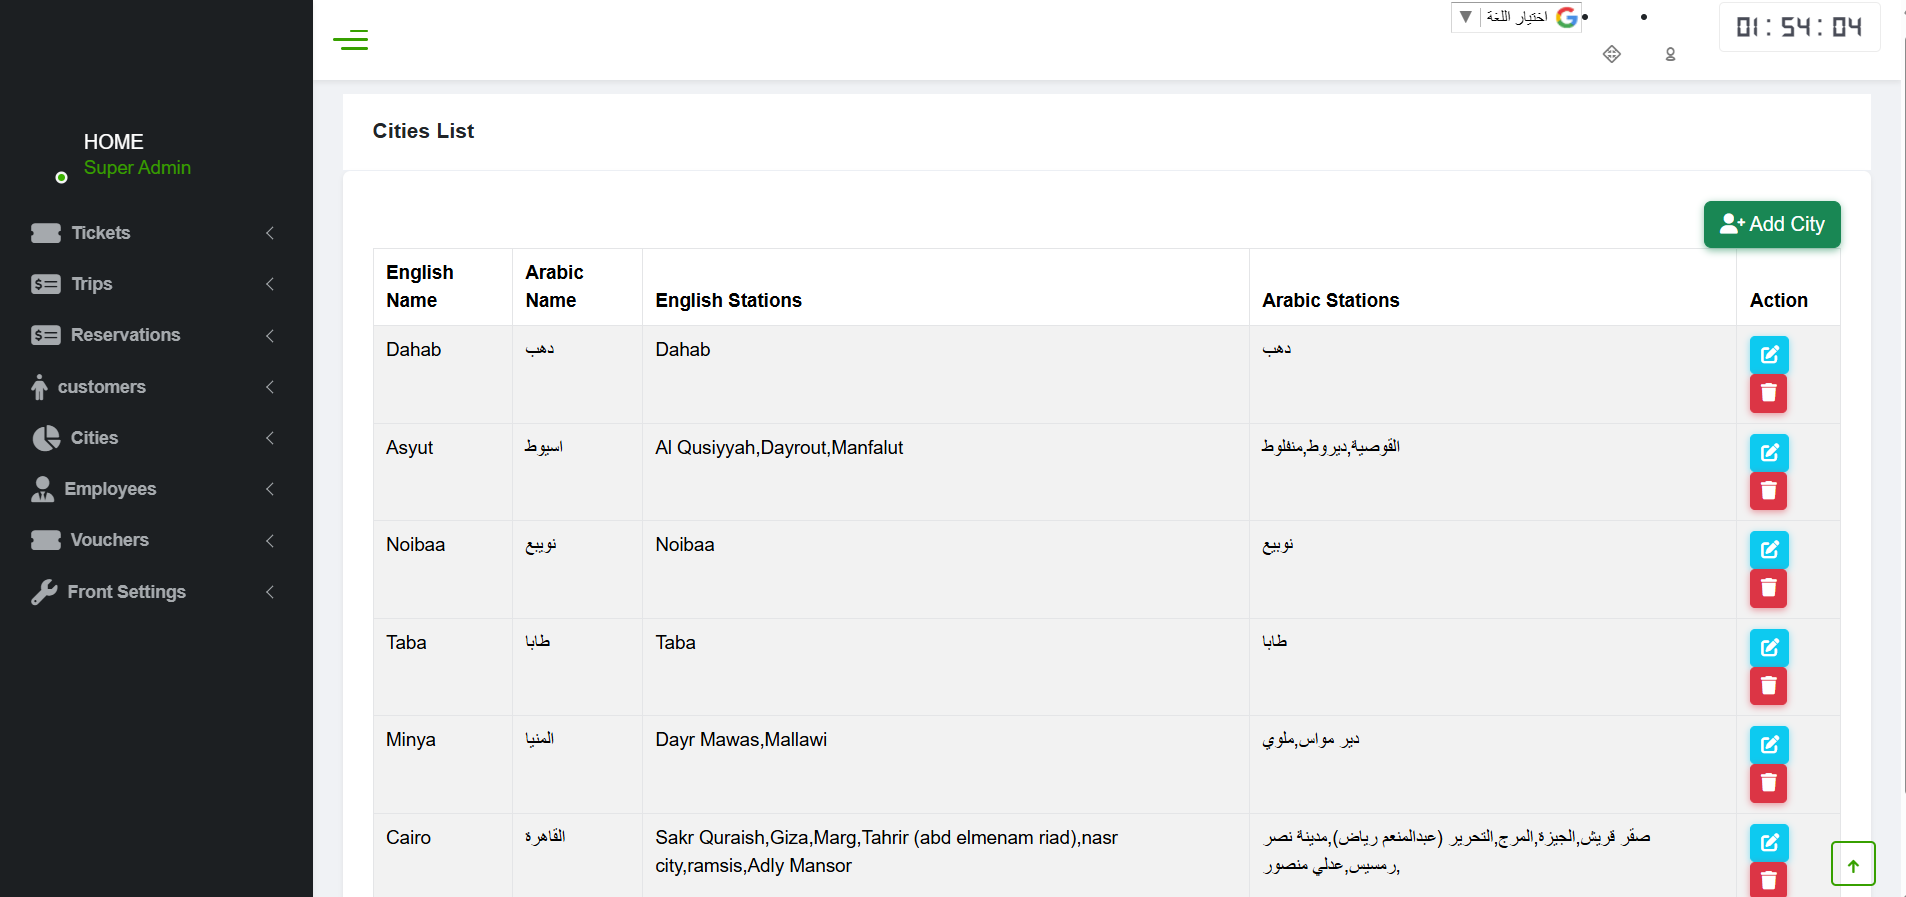 اختيار اللغة
01:54:04
HOME
Super Admin
Tickets
Trips
Reservations
customers
Cities
Employees
Vouchers
Front Settings
Cities List
Add City
English Name
Arabic Name
English Stations
Arabic Stations
Action
Dahab
دهب
Dahab
دهب
Asyut
اسيوط
Al Qusiyyah,Dayrout,Manfalut
القوصية,ديروط,منفلوط
Noibaa
نويبع
Noibaa
نوبيع
Taba
طابا
Taba
طابا
Minya
المنيا
Dayr Mawas,Mallawi
دير مواس,ملوي
Cairo
القاهرة
Sakr Quraish,Giza,Marg,Tahrir (abd elmenam riad),nasr
city,ramsis,Adly Mansor
صقر قريش,الجيزة,المرج,التحرير (عبدالمنعم رياض),مدينة نصر
,رمسيس,عدلي منصور